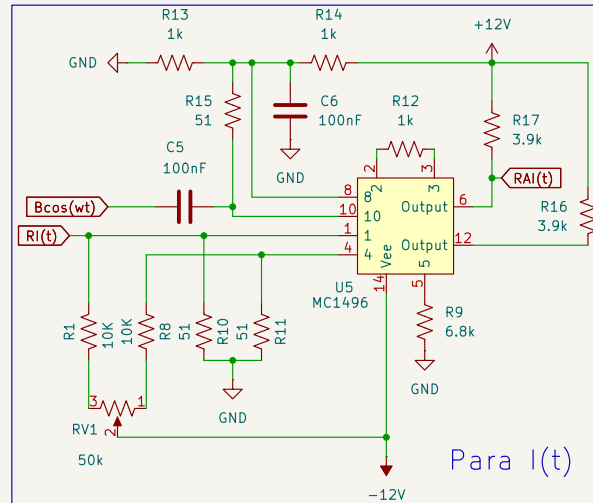 R13
1k
R14
1k
+12V
GND
R15
51
C6
100nF
R12
1k
R17
3.9k
C5
100nF
GND
2
3
RAI(t)
Bcos(wt)
8
8
2
3
Output
6
R16
3.9k
10
10
RI(t)
1
1
Output
12
4
4
Vee
5
14
5
U5
MC1496
R1
10K
10K
R8
51
R10
51
R11
R9
6.8k
GND
3
1
GND
RV1
2
50k
Para I(t)
-12V